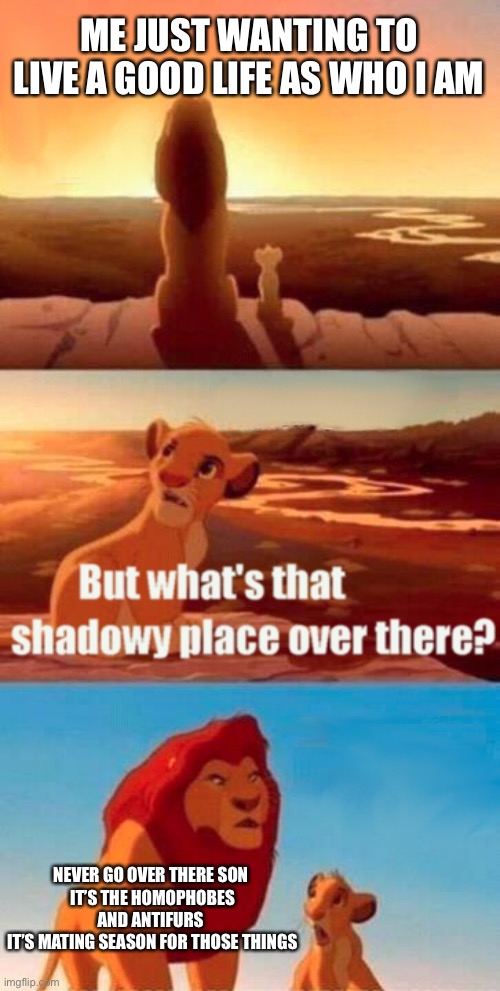 ME JUST WANTING TO
LIVE A GOOD LIFE AS WHO I AM
But what's that
shadowy place over there?
NEVER GO OVER THERE SON
IT'S THE HOMOPHOBES
AND ANTIFURS
IT'S MATING SEASON FOR THOSE THINGS
imgflip.com